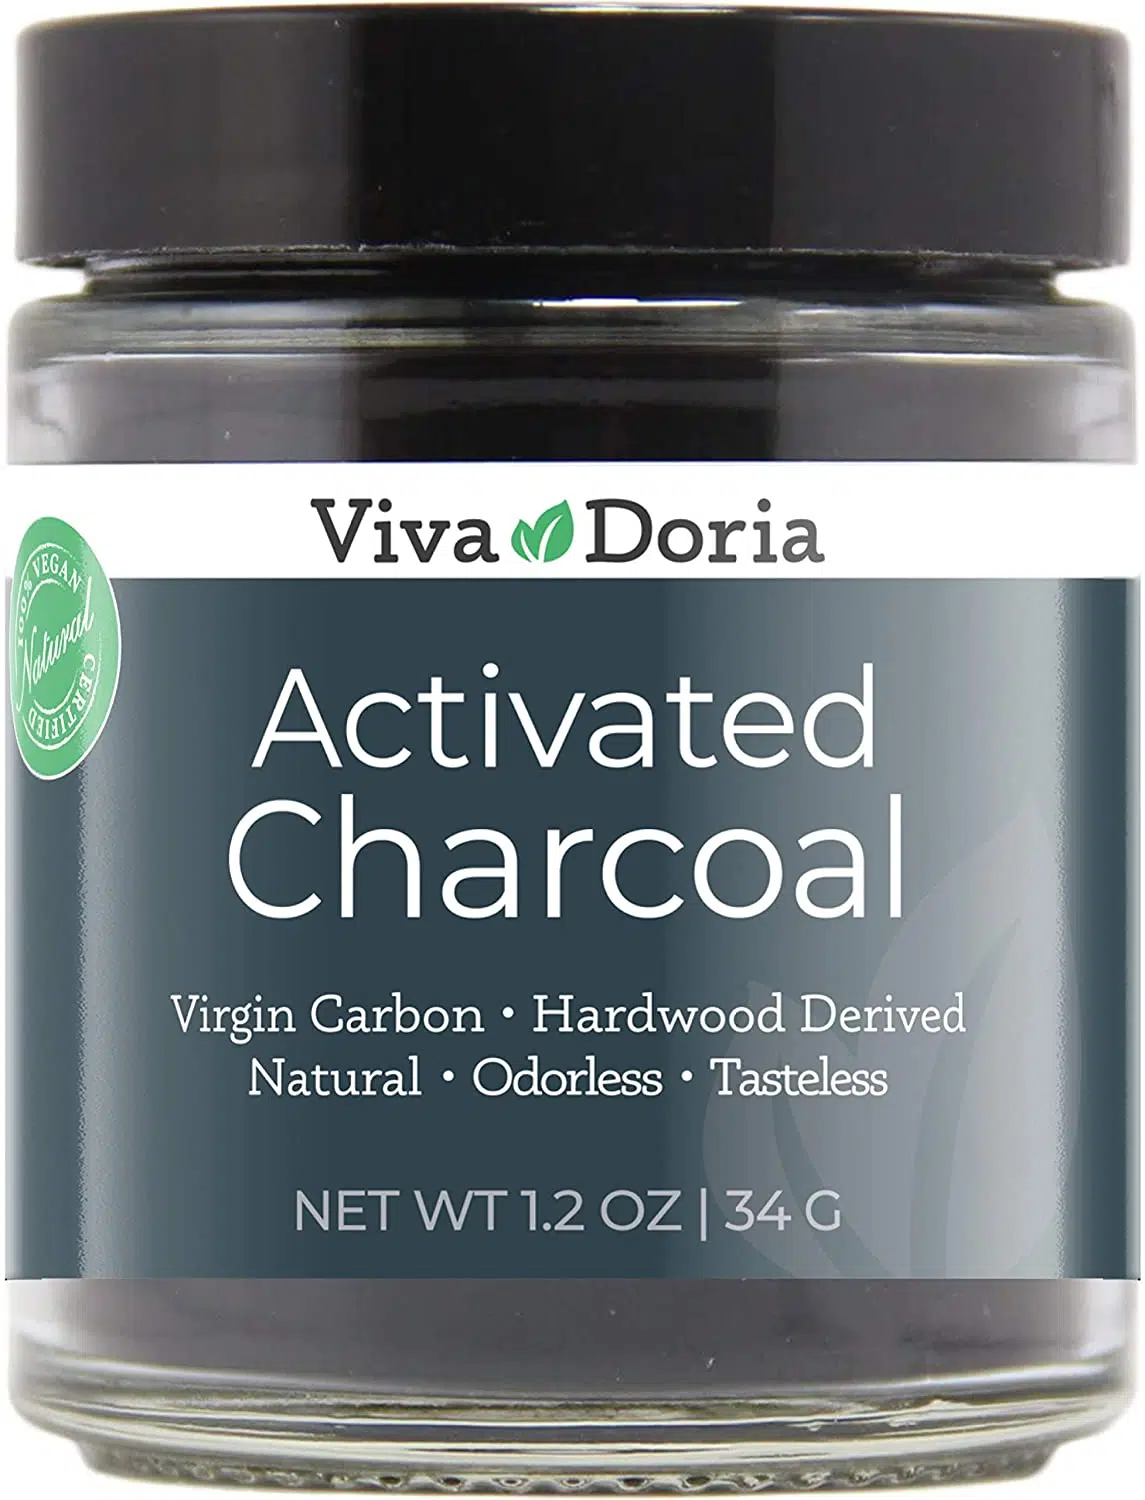 Viva Doria
100% VEGAN
Natural
CERTIFIED
Activated
Charcoal
Virgin Carbon • Hardwood Derived
Natural • Odorless • Tasteless
NET WT 1.2 OZ | 34 G